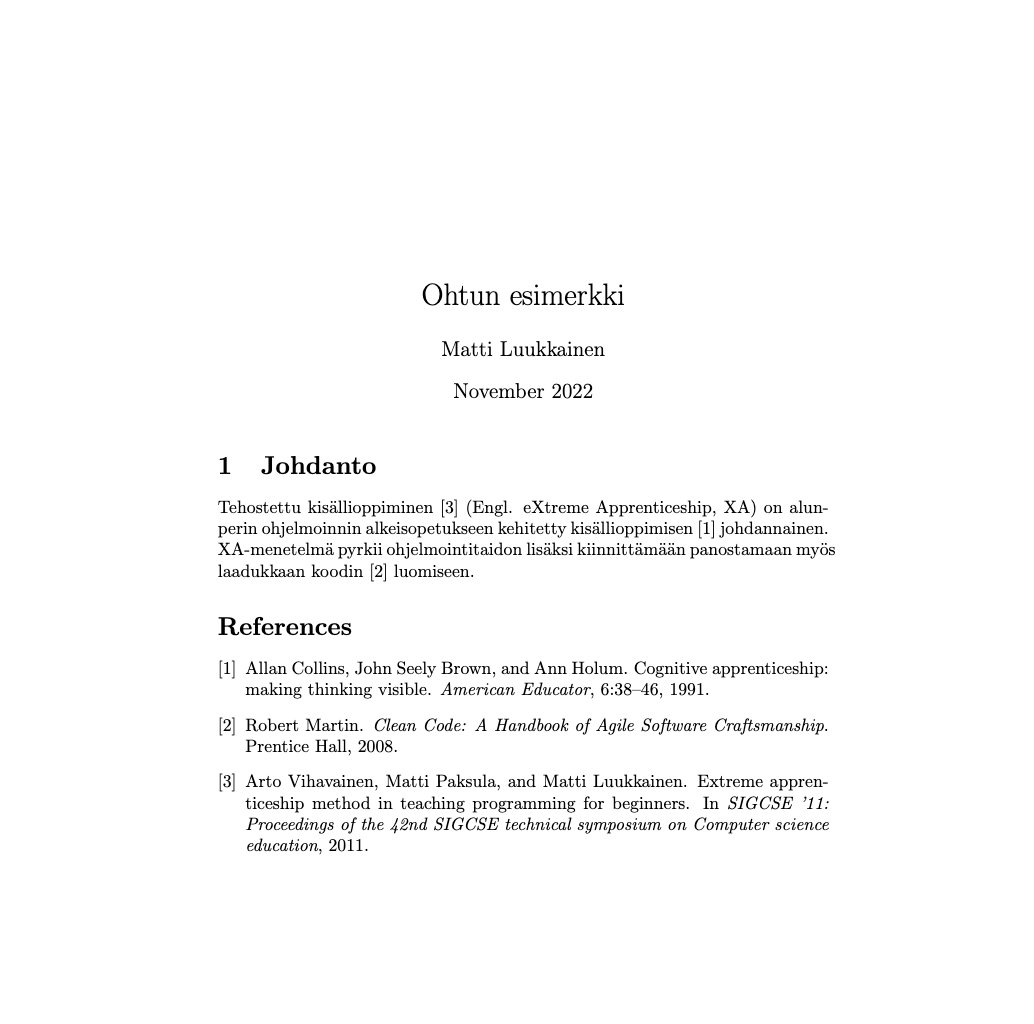 Ohtun esimerkki
Matti Luukkainen
November 2022
1 Johdanto
Tehostettu kisällioppiminen [3] (Engl. eXtreme Apprenticeship, XA) on alun-
perin ohjelmoinnin alkeisopetukseen kehitetty kisällioppimisen [1] johdannainen.
XA-menetelmä pyrkii ohjelmointitaidon lisäksi kiinnittämään panostamaan myös
laadukkaan koodin [2] luomiseen.
References
[1] Allan Collins, John Seely Brown, and Ann Holum. Cognitive apprenticeship:
making thinking visible. American Educator, 6:38–46, 1991.
[2] Robert Martin. Clean Code: A Handbook of Agile Software Craftsmanship.
Prentice Hall, 2008.
[3] Arto Vihavainen, Matti Paksula, and Matti Luukkainen. Extreme appren-
ticeship method in teaching programming for beginners. In SIGCSE '11:
Proceedings of the 42nd SIGCSE technical symposium on Computer science
education, 2011.